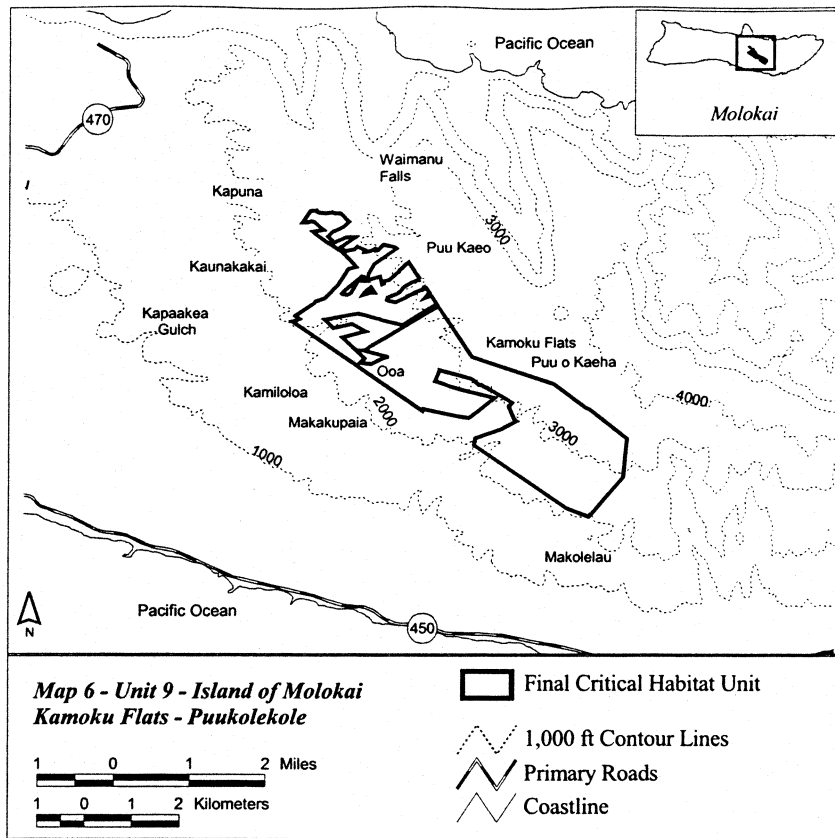 Pacific Ocean
Molokai
470
Waimanu
Falls
Kapuna
3000
Puu Kaeo
Kaunakakai
Kapaakea
Gulch
Kamoku Flats
Puu o Kaeha
Ooa
4000
Kamiloloa
2000
Makakupaia
3000
1000
Makolelau
Pacific Ocean
450
N
Map 6 - Unit 9 - Island of Molokai
Kamoku Flats - Puukolekole
1 0 1 2 Miles
1 0 1 2 Kilometers
Final Critical Habitat Unit
1,000 ft Contour Lines
Primary Roads
Coastline